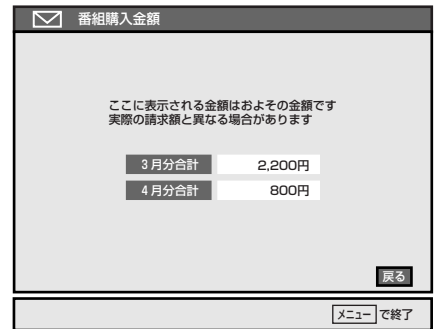 番組購入金額
ここに表示される金額はおよその金額です
実際の請求額と異なる場合があります
3月分合計 2,200円
4月分合計 800円
戻る
メニュー で終了